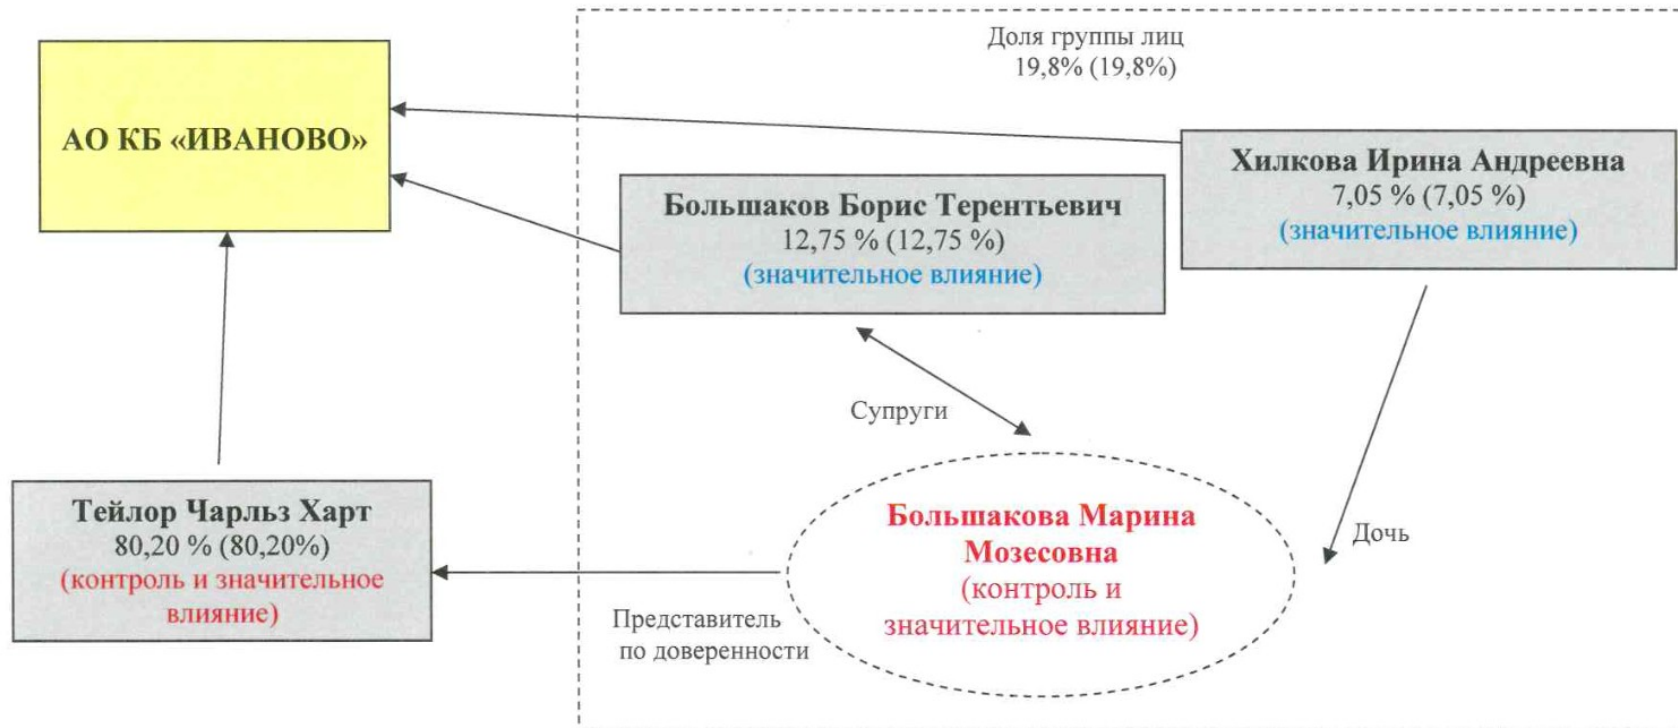 Доля группы лиц
19,8% (19,8%)
АО КБ «ИВАНОВО»
Хилкова Ирина Андреевна
7,05 % (7,05 %)
(значительное влияние)
Большаков Борис Терентьевич
12,75 % (12,75 %)
(значительное влияние)
Супруги
Тейлор Чарльз Харт
80,20 % (80,20%)
(контроль и значительное
влияние)
Большакова Марина
Мозесовна
(контроль и
значительное влияние)
Дочь
Представитель
по доверенности